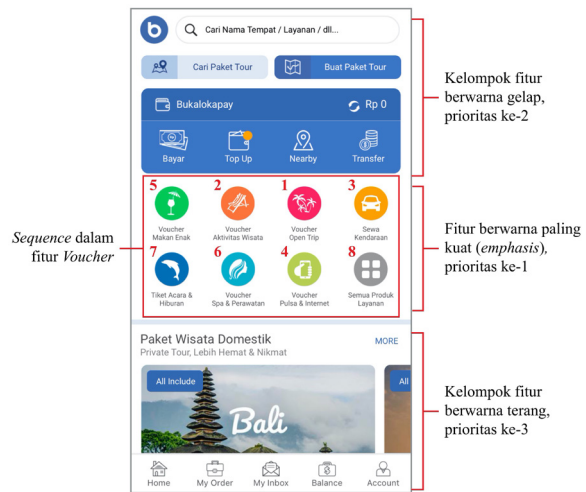 b
Cari Nama Tempat / Layanan / dll...
Cari Paket Tour
Buat Paket Tour
Bukalokapay
Rp 0
Bayar
Top Up
Nearby
Transfer
Kelompok fitur
berwarna gelap,
prioritas ke-2
Sequence dalam
fitur Voucher
5
Voucher
Makan Enak
2
Voucher
Aktivitas Wisata
1
Voucher
Open Trip
3
Sewa
Kendaraan
7
Tiket Acara &
Hiburan
6
Voucher
Spa & Perawatan
4
Voucher
Pulsa & Internet
8
Semua Produk
Layanan
Fitur berwarna paling
kuat (emphasis),
prioritas ke-1
Paket Wisata Domestik
MORE
Private Tour, Lebih Hemat & Nikmat
All Include
Bali
All
Kelompok fitur
berwarna terang,
prioritas ke-3
Home
My Order
My Inbox
Balance
Account